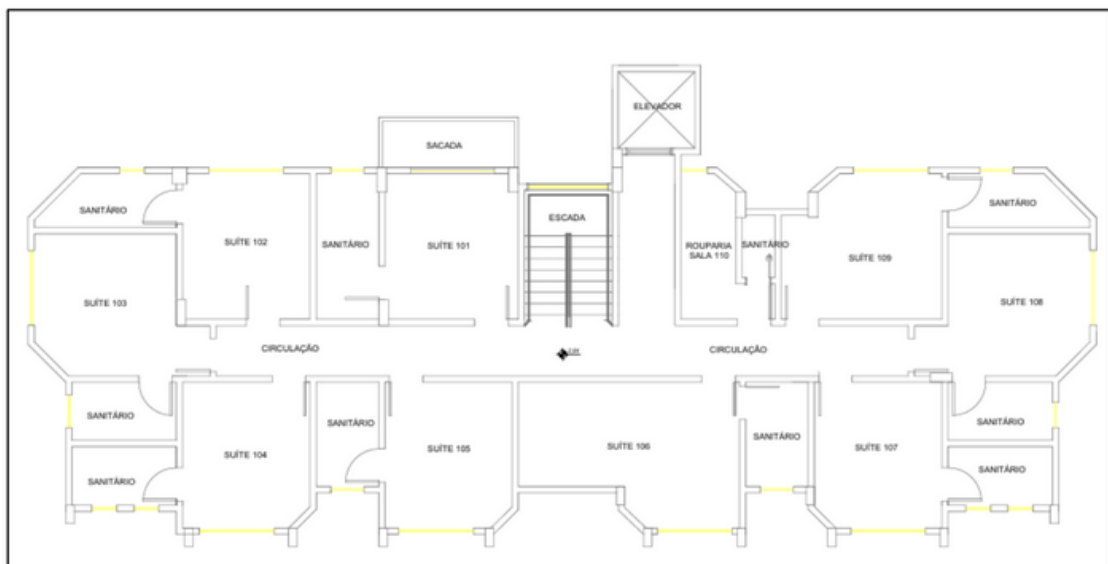 ELEVADOR
SACADA
SANITÁRIO
SUÍTE 102
SANITÁRIO
SUÍTE 101
ESCADA
ROUPARIA
SALA 110
SANITÁRIO
SUÍTE 109
SANITÁRIO
SUÍTE 103
SUÍTE 108
CIRCULAÇÃO
CIRCULAÇÃO
SANITÁRIO
SUÍTE 104
SANITÁRIO
SANITÁRIO
SUÍTE 105
SUÍTE 106
SANITÁRIO
SUÍTE 107
SANITÁRIO
SANITÁRIO